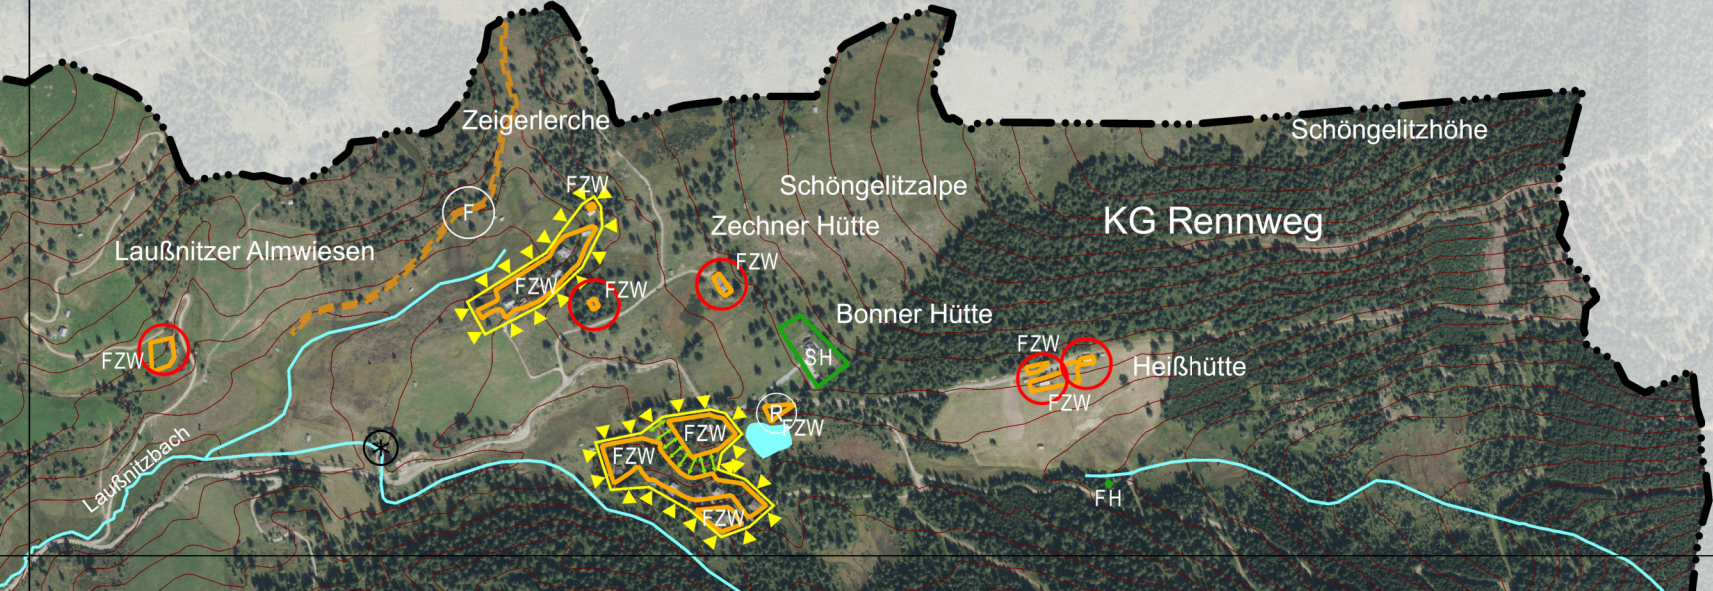 Zeigerlerche
Schöngelitzhöhe
FZW
Schöngelitzalpe
F
KG Rennweg
Zechner Hütte
Laußnitzer Almwiesen
FZW
FZW
FZW
Bonner Hütte
FZW
FZW
SH
Heißhütte
FZW
R
FZW
FZW
FZW
Laußnitzbach
FH
FZW